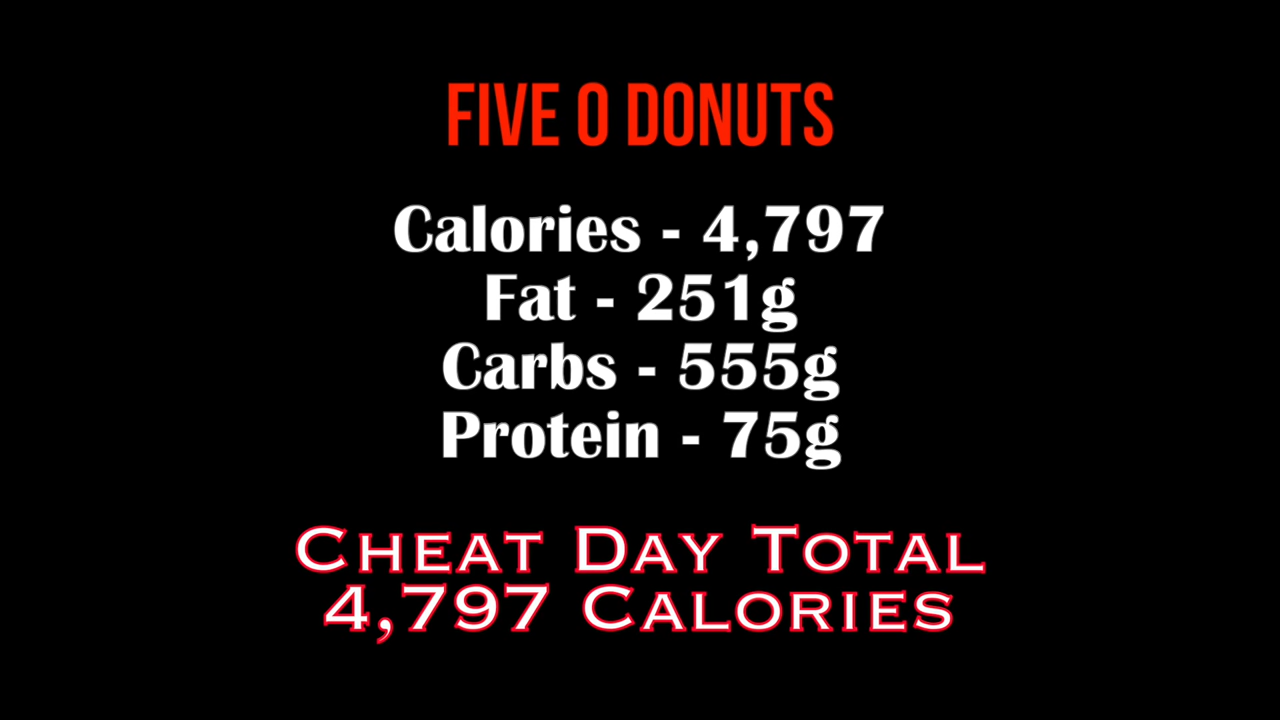 FIVE O DONUTS
Calories - 4,797
Fat - 251g
Carbs - 555g
Protein - 75g
Cheat Day Total
4,797 Calories